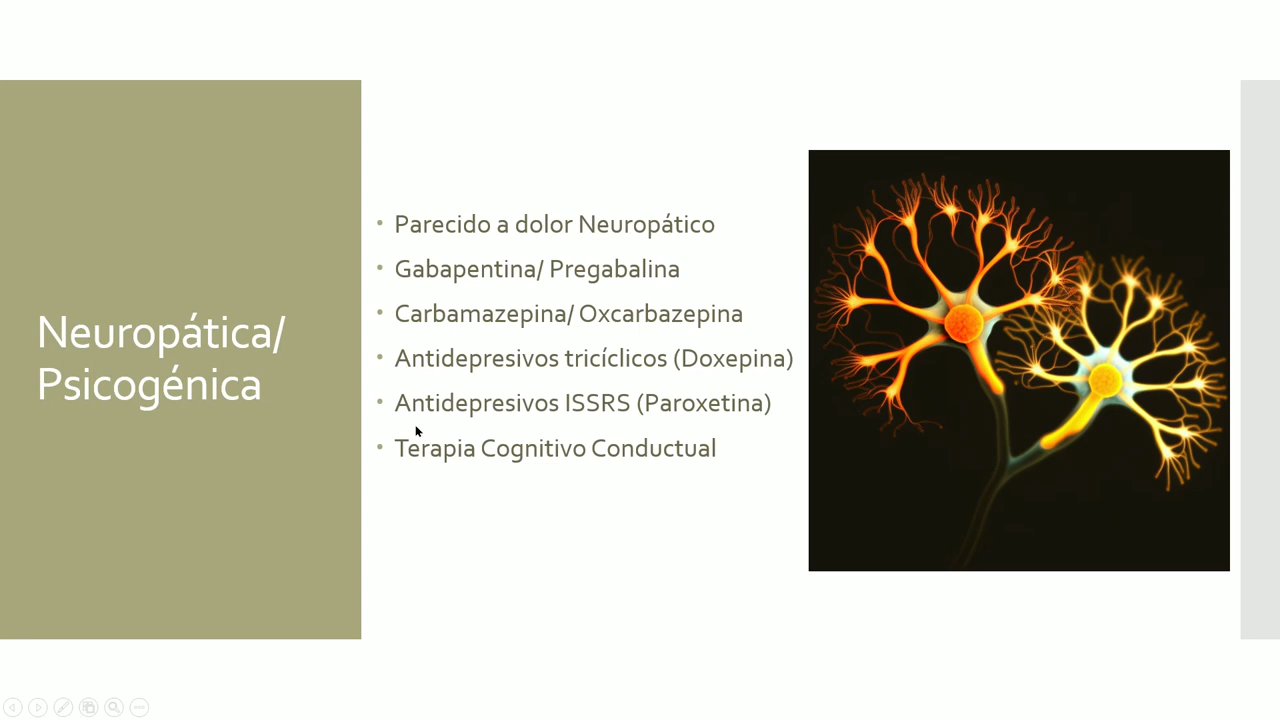 Neuropática/
Psicogénica
• Parecido a dolor Neuropático
• Gabapentina/ Pregabalina
• Carbamazepina/ Oxcarbazepina
• Antidepresivos tricíclicos (Doxepina)
• Antidepresivos ISSRS (Paroxetina)
• Terapia Cognitivo Conductual